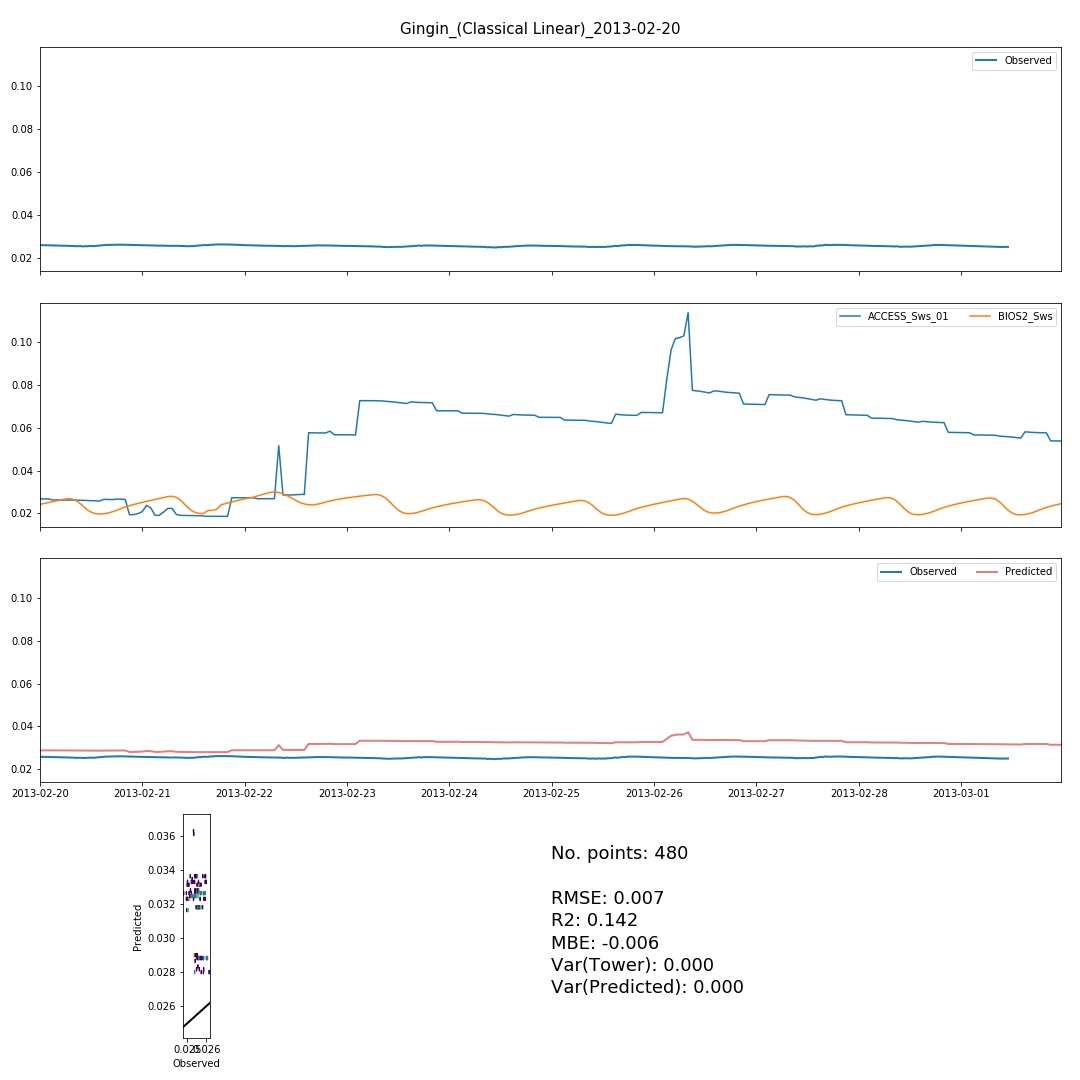 Gingin_(Classical Linear)_2013-02-20
Observed
0.10
0.08
0.06
0.04
0.02
ACCESS_Sws_01 BIOS2_Sws
0.10
0.08
0.06
0.04
0.02
Observed Predicted
0.10
0.08
0.06
0.04
0.02
2013-02-20 2013-02-21 2013-02-22 2013-02-23 2013-02-24 2013-02-25 2013-02-26 2013-02-27 2013-02-28 2013-03-01
0.036
0.034
0.032
0.030
0.028
0.026
Predicted
0.025 0.026
Observed
No. points: 480
RMSE: 0.007
R2: 0.142
MBE: -0.006
Var(Tower): 0.000
Var(Predicted): 0.000